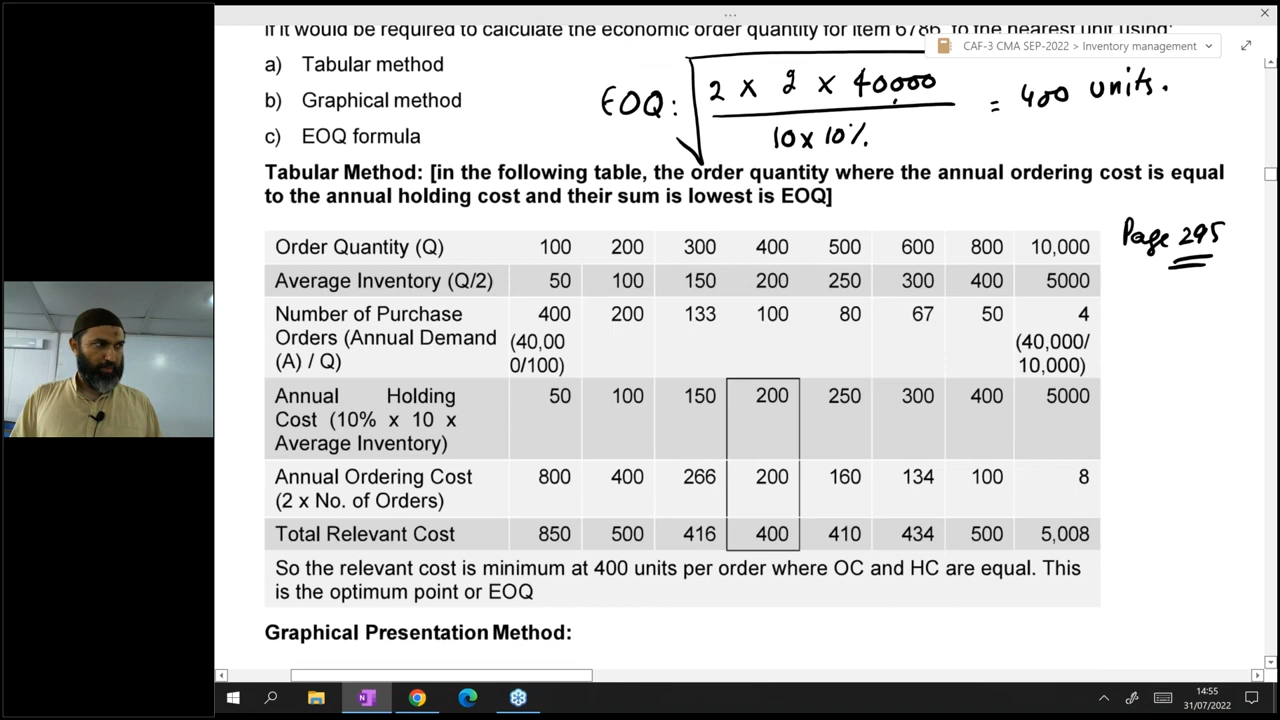 If it would be required to calculate the economic order quantity for item 6786, to the nearest unit using:
CAF-3 CMA SEP-2022 > Inventory management
a) Tabular method
b) Graphical method
c) EOQ formula
EOQ: √ 2 x 2 x 40,000
10 x 10% = 400 units.
Tabular Method: [in the following table, the order quantity where the annual ordering cost is equal
to the annual holding cost and their sum is lowest is EOQ]
Page 295
Order Quantity (Q) 100 200 300 400 500 600 800 10,000
Average Inventory (Q/2) 50 100 150 200 250 300 400 5000
Number of Purchase 400 200 133 100 80 67 50 4
Orders (Annual Demand (40,00 (40,000/
(A) / Q) 0/100) 10,000)
Annual Holding 50 100 150 200 250 300 400 5000
Cost (10% x 10 x
Average Inventory)
Annual Ordering Cost 800 400 266 200 160 134 100 8
(2 x No. of Orders)
Total Relevant Cost 850 500 416 400 410 434 500 5,008
So the relevant cost is minimum at 400 units per order where OC and HC are equal. This
is the optimum point or EOQ
Graphical Presentation Method:
14:55
31/07/2022